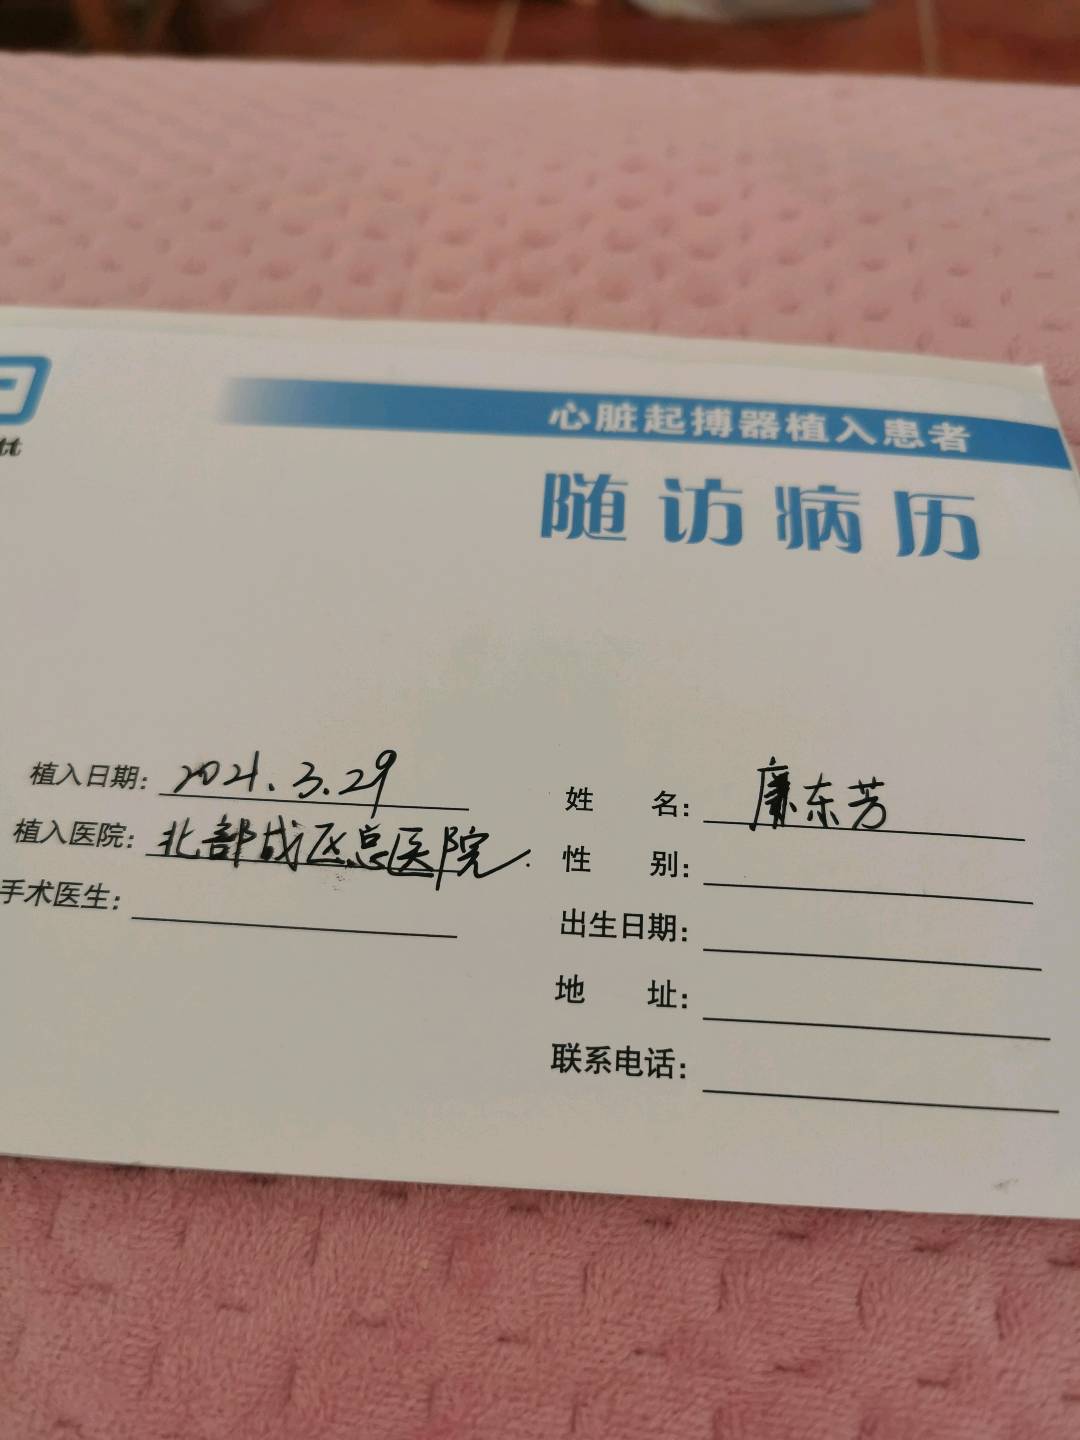 tt
心脏起搏器植入患者
随访病历
植入日期: 2021.3.29
植入医院: 北部战区总医院.
手术医生:
姓 名: 廉东芳
性 别:
出生日期:
地 址:
联系电话: